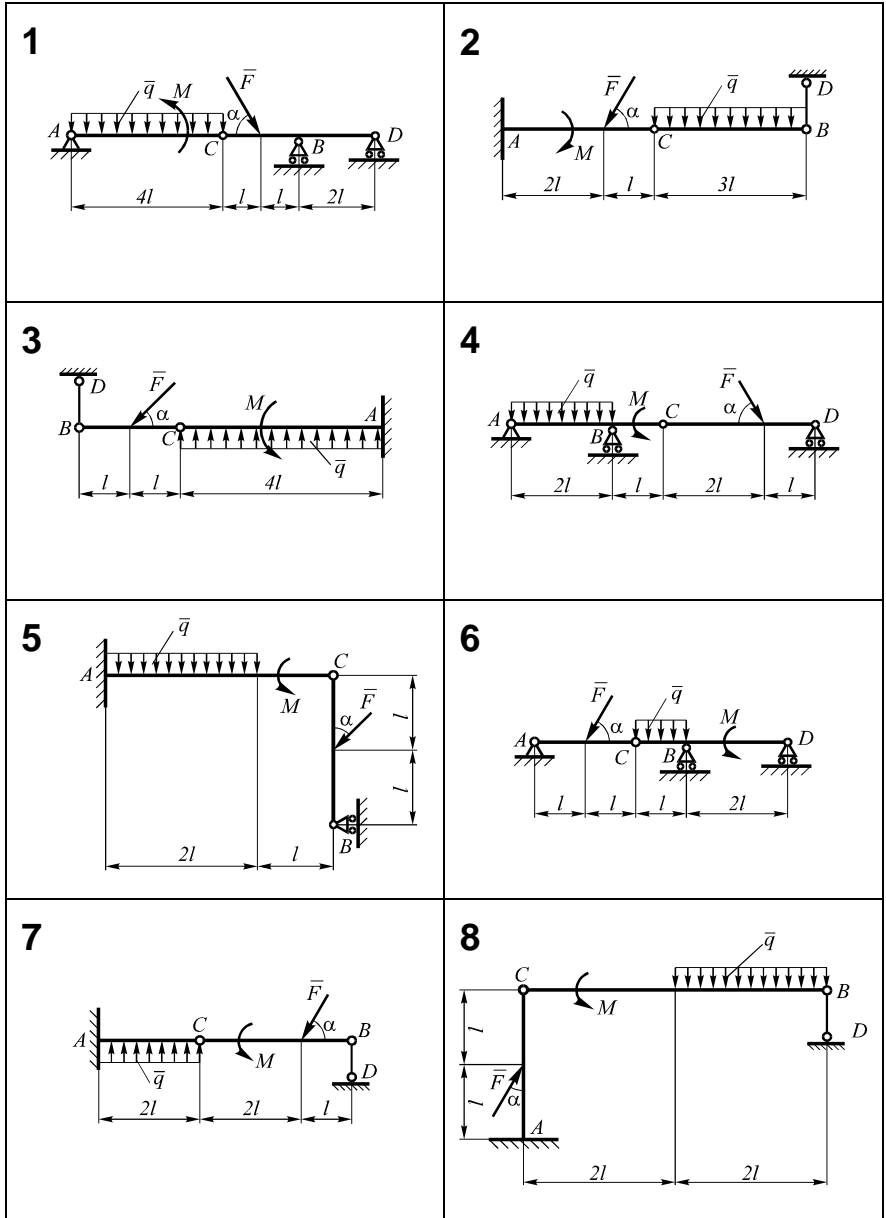 1
q̅ M F̅
α
A C B D
4l l l 2l
2
F̅ q̅ D
α
A M C B
2l l 3l
3
D F̅
M A
B α C q̅
l l 4l
4
q̅ M C F̅
α
A B D
2l l 2l l
5
q̅
A C
M F̅ l
α
l
B
2l l
6
F̅ q̅ M
α
A C B D
l l l 2l
7
F̅
A C α B
M D
q̅
2l 2l l
8
q̅
C B
M
l D
F̅
l α
A
2l 2l